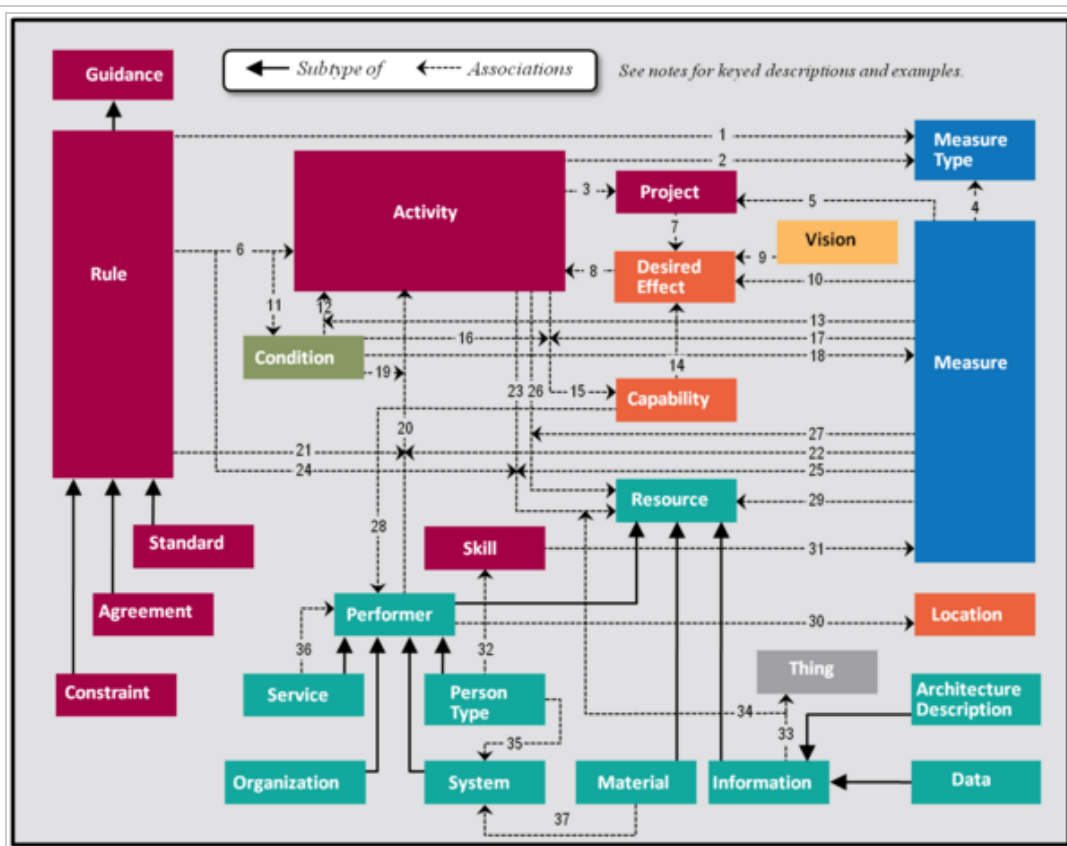 Guidance
Subtype of
Associations
See notes for keyed descriptions and examples.
1
Measure
Type
2
Activity
3
Project
5
4
7
Vision
6
Rule
8
Desired
Effect
9
10
11
12
13
Condition
16
17
18
Measure
19
14
23
26
15
Capability
20
27
21
22
24
25
Resource
29
28
Standard
Skill
31
Agreement
Performer
30
Location
36
32
Thing
Constraint
Service
Person
Type
Architecture
Description
34
33
35
Organization
System
Material
Information
Data
37